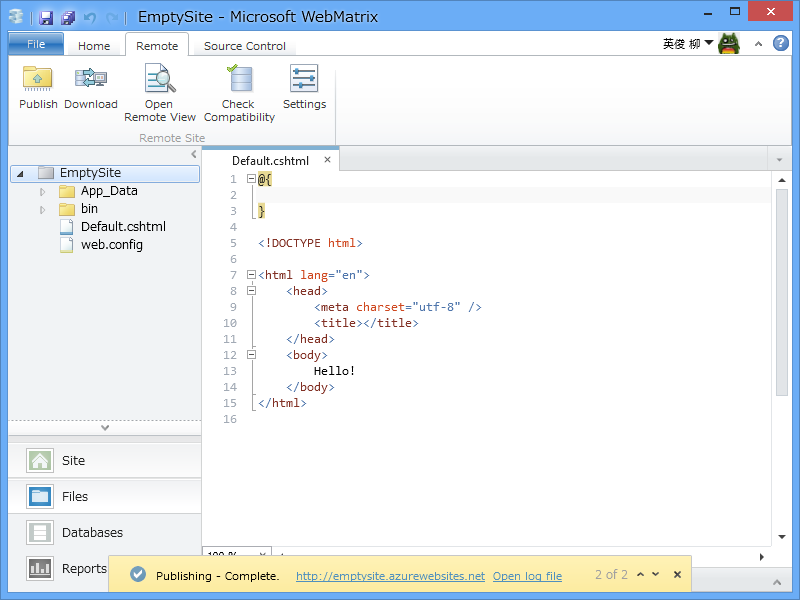 EmptySite - Microsoft WebMatrix
File Home Remote Source Control 英俊 柳
Publish Download Open Remote View Check Compatibility Settings
Remote Site
EmptySite
App_Data
bin
Default.cshtml
web.config
Site
Files
Databases
Reports
Default.cshtml
1 @{
2
3 }
4
5 <!DOCTYPE html>
6
7 <html lang="en">
8 <head>
9 <meta charset="utf-8" />
10 <title></title>
11 </head>
12 <body>
13 Hello!
14 </body>
15 </html>
16
100 %
Publishing - Complete. http://emptysite.azurewebsites.net Open log file 2 of 2